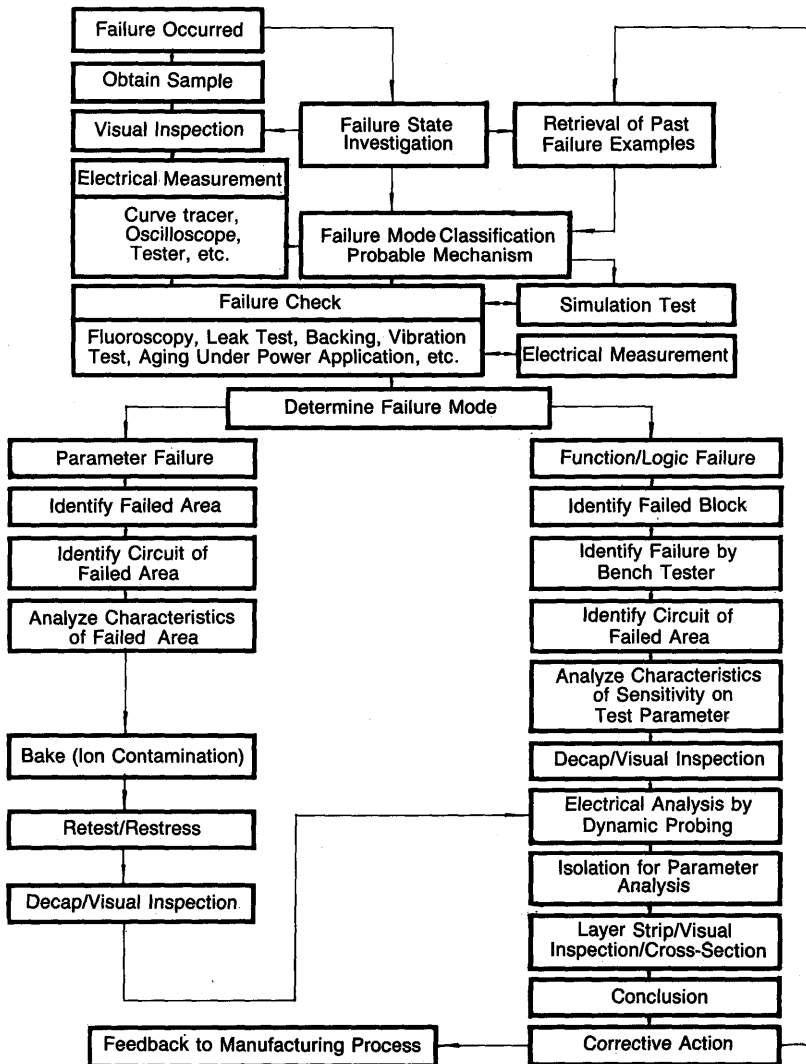 Failure Occurred
Obtain Sample
Visual Inspection
Failure State
Investigation
Retrieval of Past
Failure Examples
Electrical Measurement
Curve tracer,
Oscilloscope,
Tester, etc.
Failure Mode Classification
Probable Mechanism
Failure Check
Simulation Test
Fluoroscopy, Leak Test, Backing, Vibration
Test, Aging Under Power Application, etc.
Electrical Measurement
Determine Failure Mode
Parameter Failure
Identify Failed Area
Identify Circuit of
Failed Area
Analyze Characteristics
of Failed Area
Bake (Ion Contamination)
Retest/Restress
Decap/Visual Inspection
Function/Logic Failure
Identify Failed Block
Identify Failure by
Bench Tester
Identify Circuit of
Failed Area
Analyze Characteristics
of Sensitivity on
Test Parameter
Decap/Visual Inspection
Electrical Analysis by
Dynamic Probing
Isolation for Parameter
Analysis
Layer Strip/Visual
Inspection/Cross-Section
Conclusion
Corrective Action
Feedback to Manufacturing Process